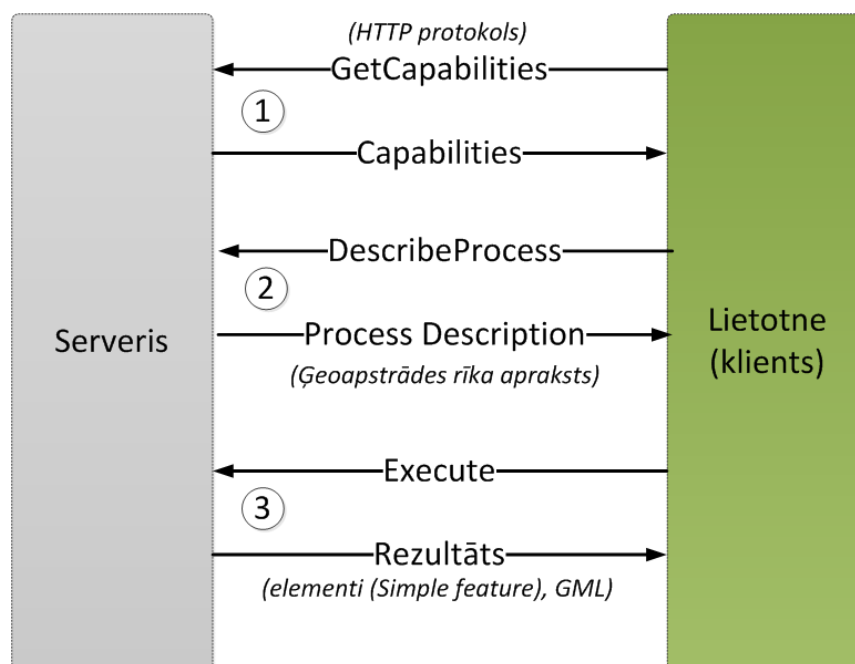 (HTTP protokols)
GetCapabilities
1
Capabilities
DescribeProcess
2
Process Description
(Ģeoapstrādes rīka apraksts)
Serveris
Lietotne
(klients)
Execute
3
Rezultāts
(elementi (Simple feature), GML)